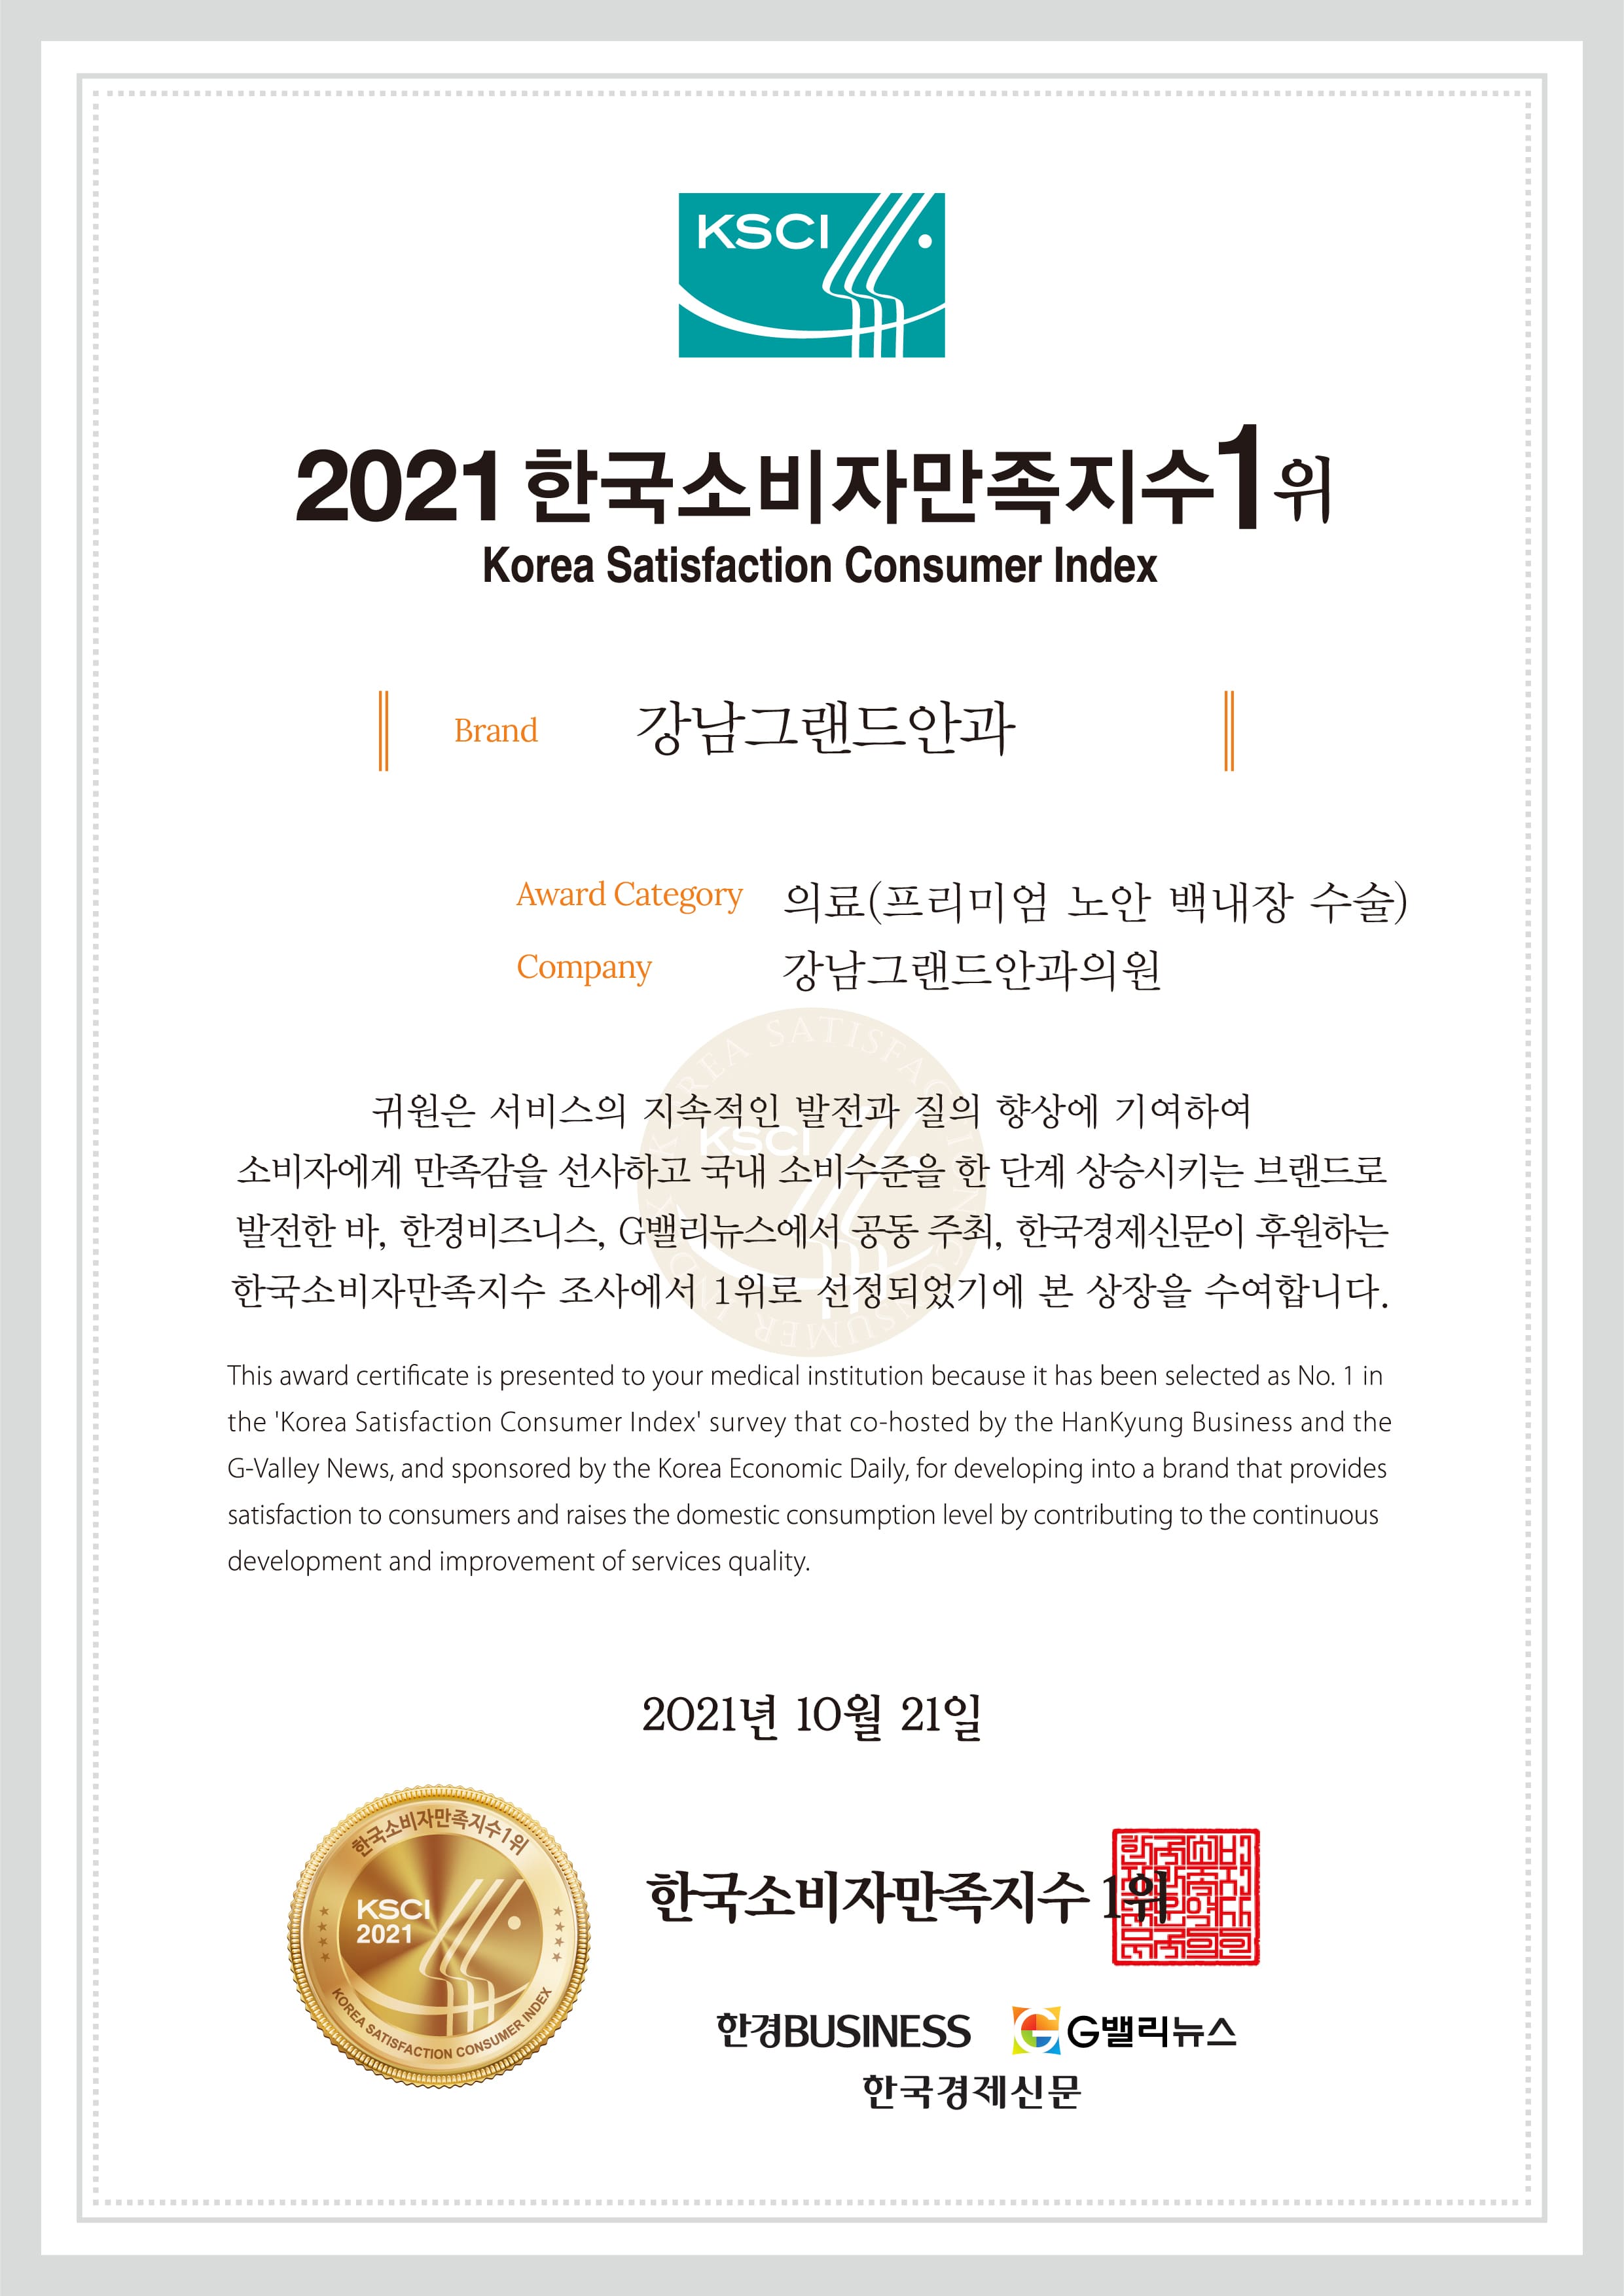 KSCI
2021 한국소비자만족지수1위
Korea Satisfaction Consumer Index
Brand 강남그랜드안과
Award Category 의료(프리미엄 노안 백내장 수술)
Company 강남그랜드안과의원
귀원은 서비스의 지속적인 발전과 질의 향상에 기여하여
소비자에게 만족감을 선사하고 국내 소비수준을 한 단계 상승시키는 브랜드로
발전한 바, 한경비즈니스, G밸리뉴스에서 공동 주최, 한국경제신문이 후원하는
한국소비자만족지수 조사에서 1위로 선정되었기에 본 상장을 수여합니다.
KOREA SATISFACTION CONSUMER INDEX
KSCI
This award certificate is presented to your medical institution because it has been selected as No. 1 in
the 'Korea Satisfaction Consumer Index' survey that co-hosted by the HanKyung Business and the
G-Valley News, and sponsored by the Korea Economic Daily, for developing into a brand that provides
satisfaction to consumers and raises the domestic consumption level by contributing to the continuous
development and improvement of services quality.
2021년 10월 21일
한국소비자만족지수1위
KSCI
2021
KOREA SATISFACTION CONSUMER INDEX
한국소비자만족지수 1위
한경BUSINESS G밸리뉴스
한국경제신문